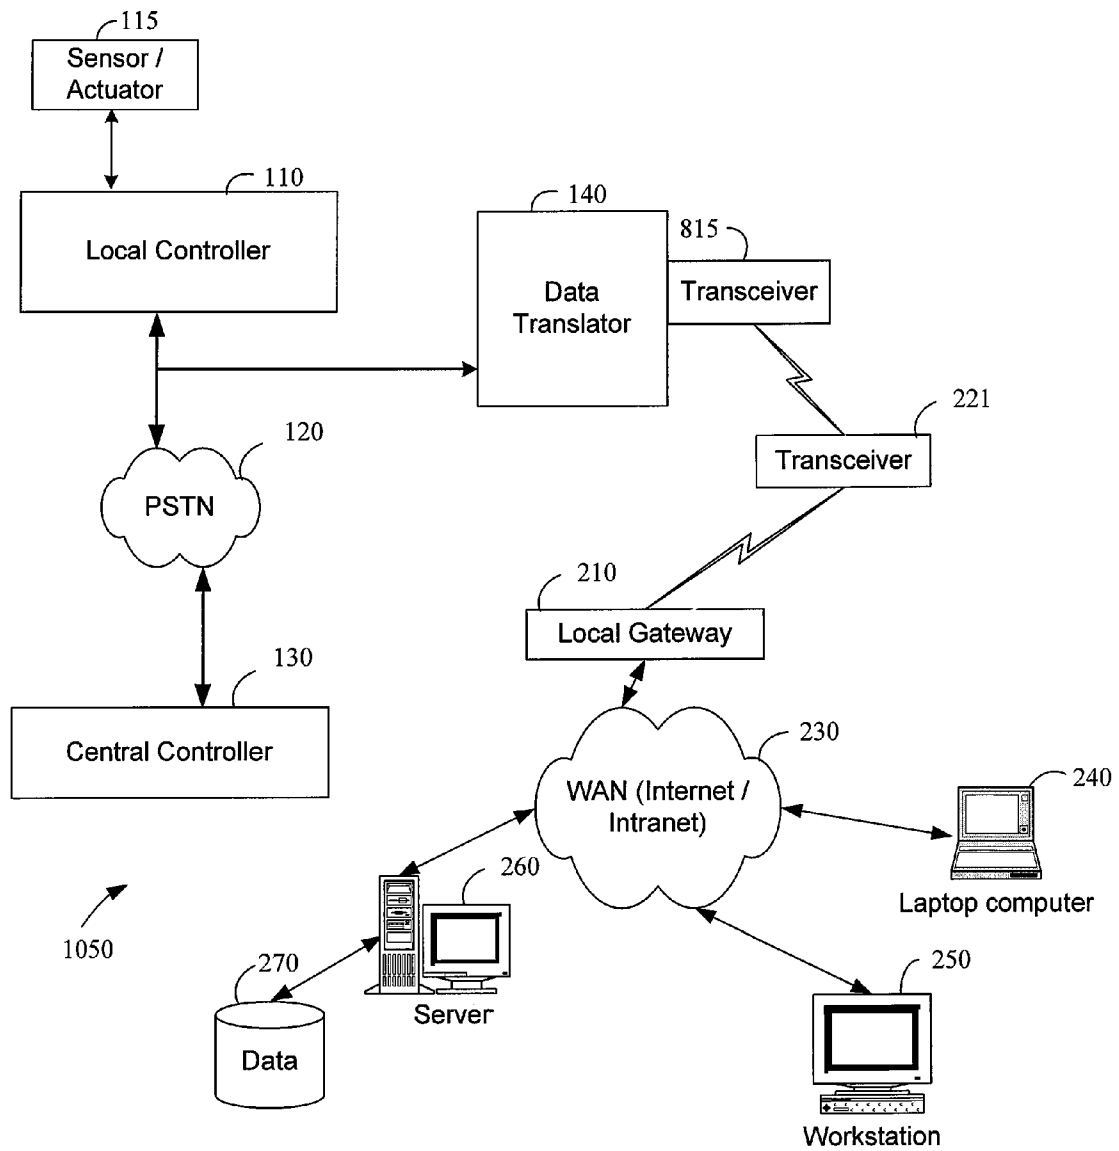 115
Sensor /
Actuator
110
Local Controller
140
Data
Translator
815
Transceiver
221
Transceiver
120
PSTN
210
Local Gateway
130
Central Controller
230
WAN (Internet /
Intranet)
240
Laptop computer
260
Server
1050
270
Data
250
Workstation